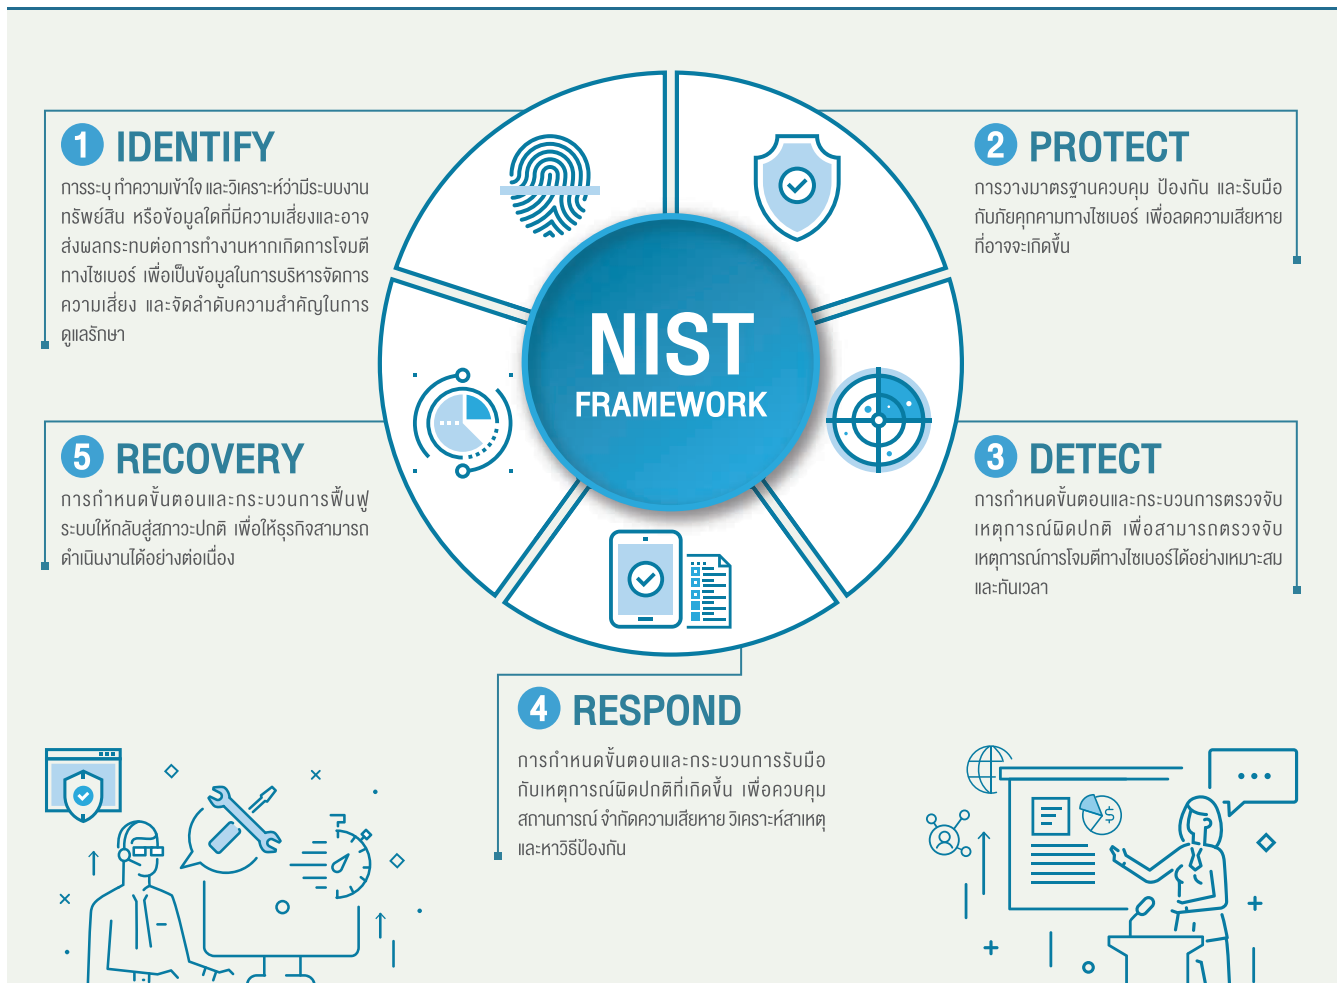 1 IDENTIFY
การระบุ ทำความเข้าใจ และวิเคราะห์ว่ามีระบบงาน
ทรัพย์สิน หรือข้อมูลใดที่มีความเสี่ยงและอาจ
ส่งผลกระทบต่อการทำงานหากเกิดการโจมตี
ทางไซเบอร์ เพื่อเป็นข้อมูลในการบริหารจัดการ
ความเสี่ยง และจัดลำดับความสำคัญในการ
ดูแลรักษา
2 PROTECT
การวางมาตรฐานควบคุม ป้องกัน และรับมือ
กับภัยคุกคามทางไซเบอร์ เพื่อลดความเสียหาย
ที่อาจจะเกิดขึ้น
NIST
FRAMEWORK
5 RECOVERY
การกำหนดขั้นตอนและกระบวนการฟื้นฟู
ระบบให้กลับสู่สภาวะปกติ เพื่อให้ธุรกิจสามารถ
ดำเนินงานได้อย่างต่อเนื่อง
3 DETECT
การกำหนดขั้นตอนและกระบวนการตรวจจับ
เหตุการณ์ผิดปกติ เพื่อสามารถตรวจจับ
เหตุการณ์การโจมตีทางไซเบอร์ได้อย่างเหมาะสม
และทันเวลา
4 RESPOND
การกำหนดขั้นตอนและกระบวนการรับมือ
กับเหตุการณ์ผิดปกติที่เกิดขึ้น เพื่อควบคุม
สถานการณ์ จำกัดความเสียหาย วิเคราะห์สาเหตุ
และหาวิธีป้องกัน
$